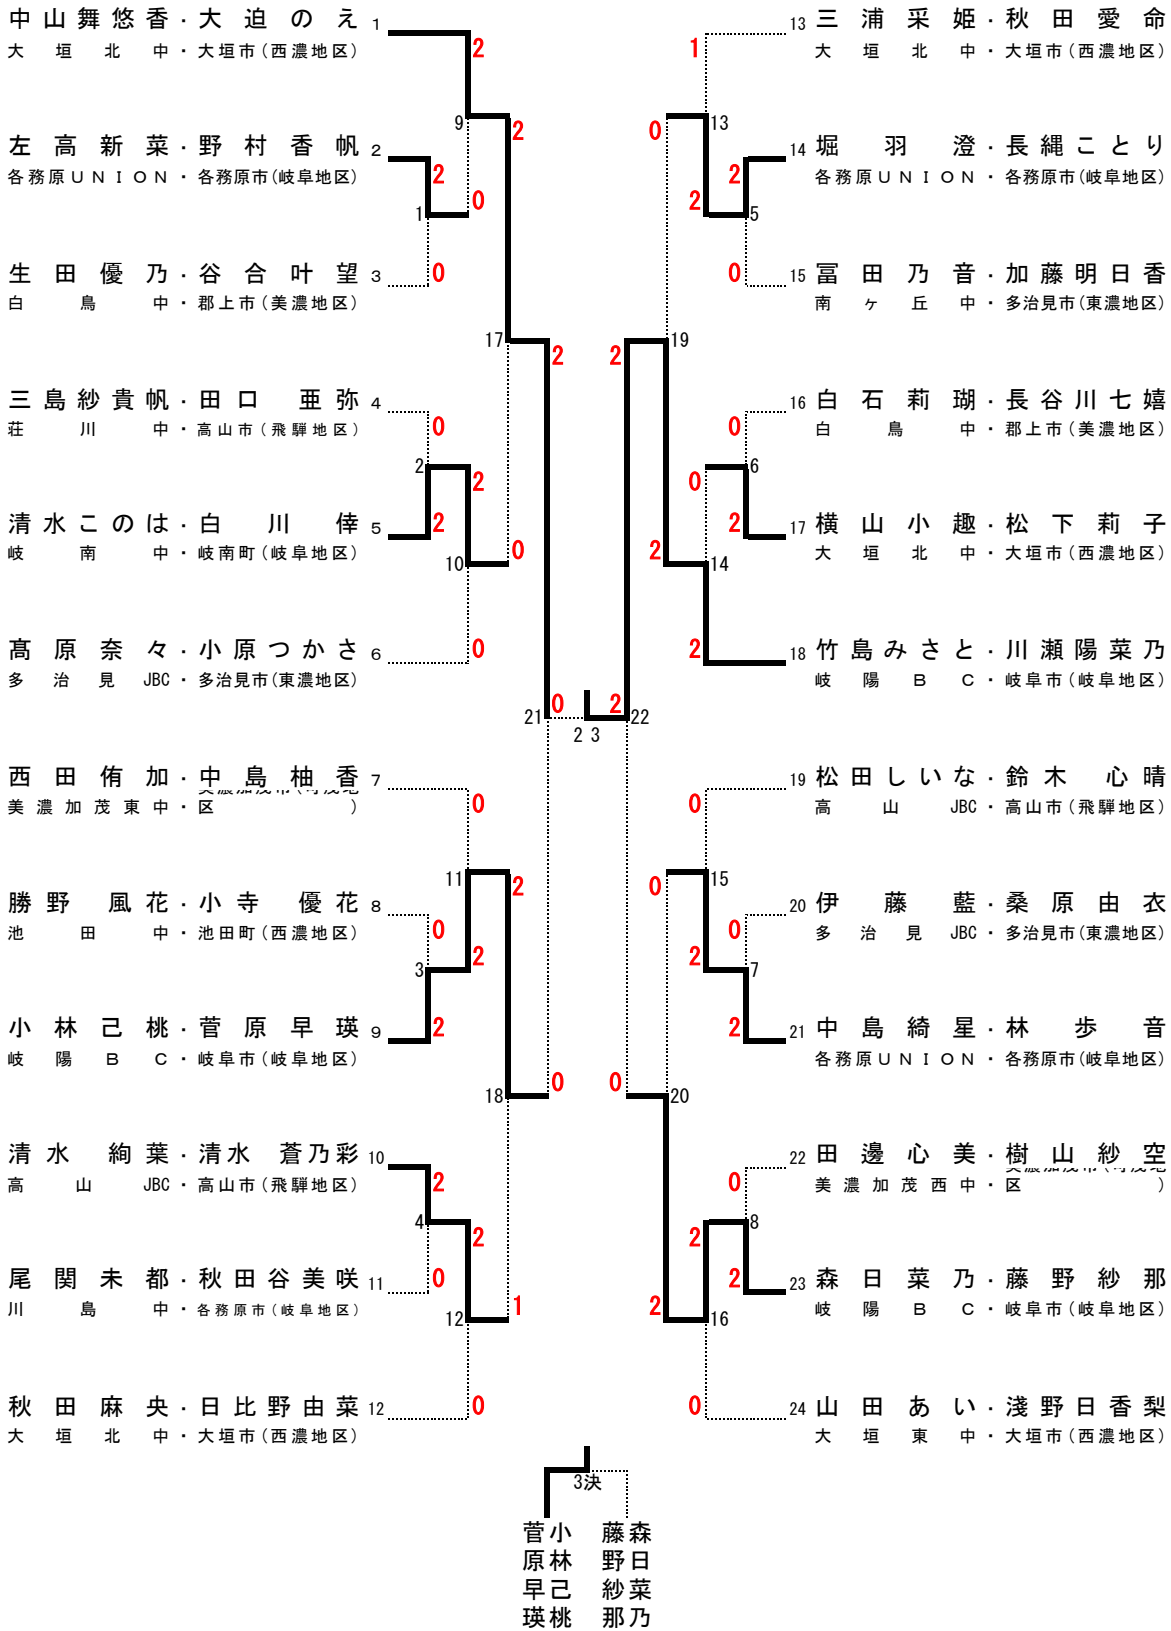 中山舞悠香・大迫のえ 1
大垣北中・大垣市(西濃地区)
2
9
2
左高新菜・野村香帆 2
各務原UNION・各務原市(岐阜地区)
2
0
1
生田優乃・谷合叶望 3
白鳥中・郡上市(美濃地区)
0
17
2
三島紗貴帆・田口亜弥 4
荘川中・高山市(飛騨地区)
0
2
2
清水このは・白川倖 5
岐南中・岐南町(岐阜地区)
2
0
10
髙原奈々・小原つかさ 6
多治見JBC・多治見市(東濃地区)
0
21
0
西田侑加・中島柚香 7
美濃加茂東中・区)
0
11
2
勝野風花・小寺優花 8
池田中・池田町(西濃地区)
0
2
3
小林己桃・菅原早瑛 9
岐陽BC・岐阜市(岐阜地区)
2
18
0
清水絢葉・清水蒼乃彩 10
高山JBC・高山市(飛騨地区)
2
4
2
尾関未都・秋田谷美咲 11
川島中・各務原市(岐阜地区)
0
1
12
秋田麻央・日比野由菜 12
大垣北中・大垣市(西濃地区)
0
23
13 三浦采姫・秋田愛命
大垣北中・大垣市(西濃地区)
1
0
13
14 堀羽澄・長縄ことり
各務原UNION・各務原市(岐阜地区)
2
2
5
15 冨田乃音・加藤明日香
南ヶ丘中・多治見市(東濃地区)
0
2
19
16 白石莉瑚・長谷川七嬉
白鳥中・郡上市(美濃地区)
0
6
0
17 横山小趣・松下莉子
大垣北中・大垣市(西濃地区)
2
2
14
18 竹島みさと・川瀬陽菜乃
岐陽BC・岐阜市(岐阜地区)
2
2
22
19 松田しいな・鈴木心晴
高山JBC・高山市(飛騨地区)
0
0
15
20 伊藤藍・桑原由衣
多治見JBC・多治見市(東濃地区)
0
2
7
21 中島綺星・林歩音
各務原UNION・各務原市(岐阜地区)
2
0
20
22 田邊心美・樹山紗空
美濃加茂西中・区)
0
8
2
23 森日菜乃・藤野紗那
岐陽BC・岐阜市(岐阜地区)
2
2
16
24 山田あい・淺野日香梨
大垣東中・大垣市(西濃地区)
0
3決
小林己桃
菅原早瑛
森日菜乃
藤野紗那